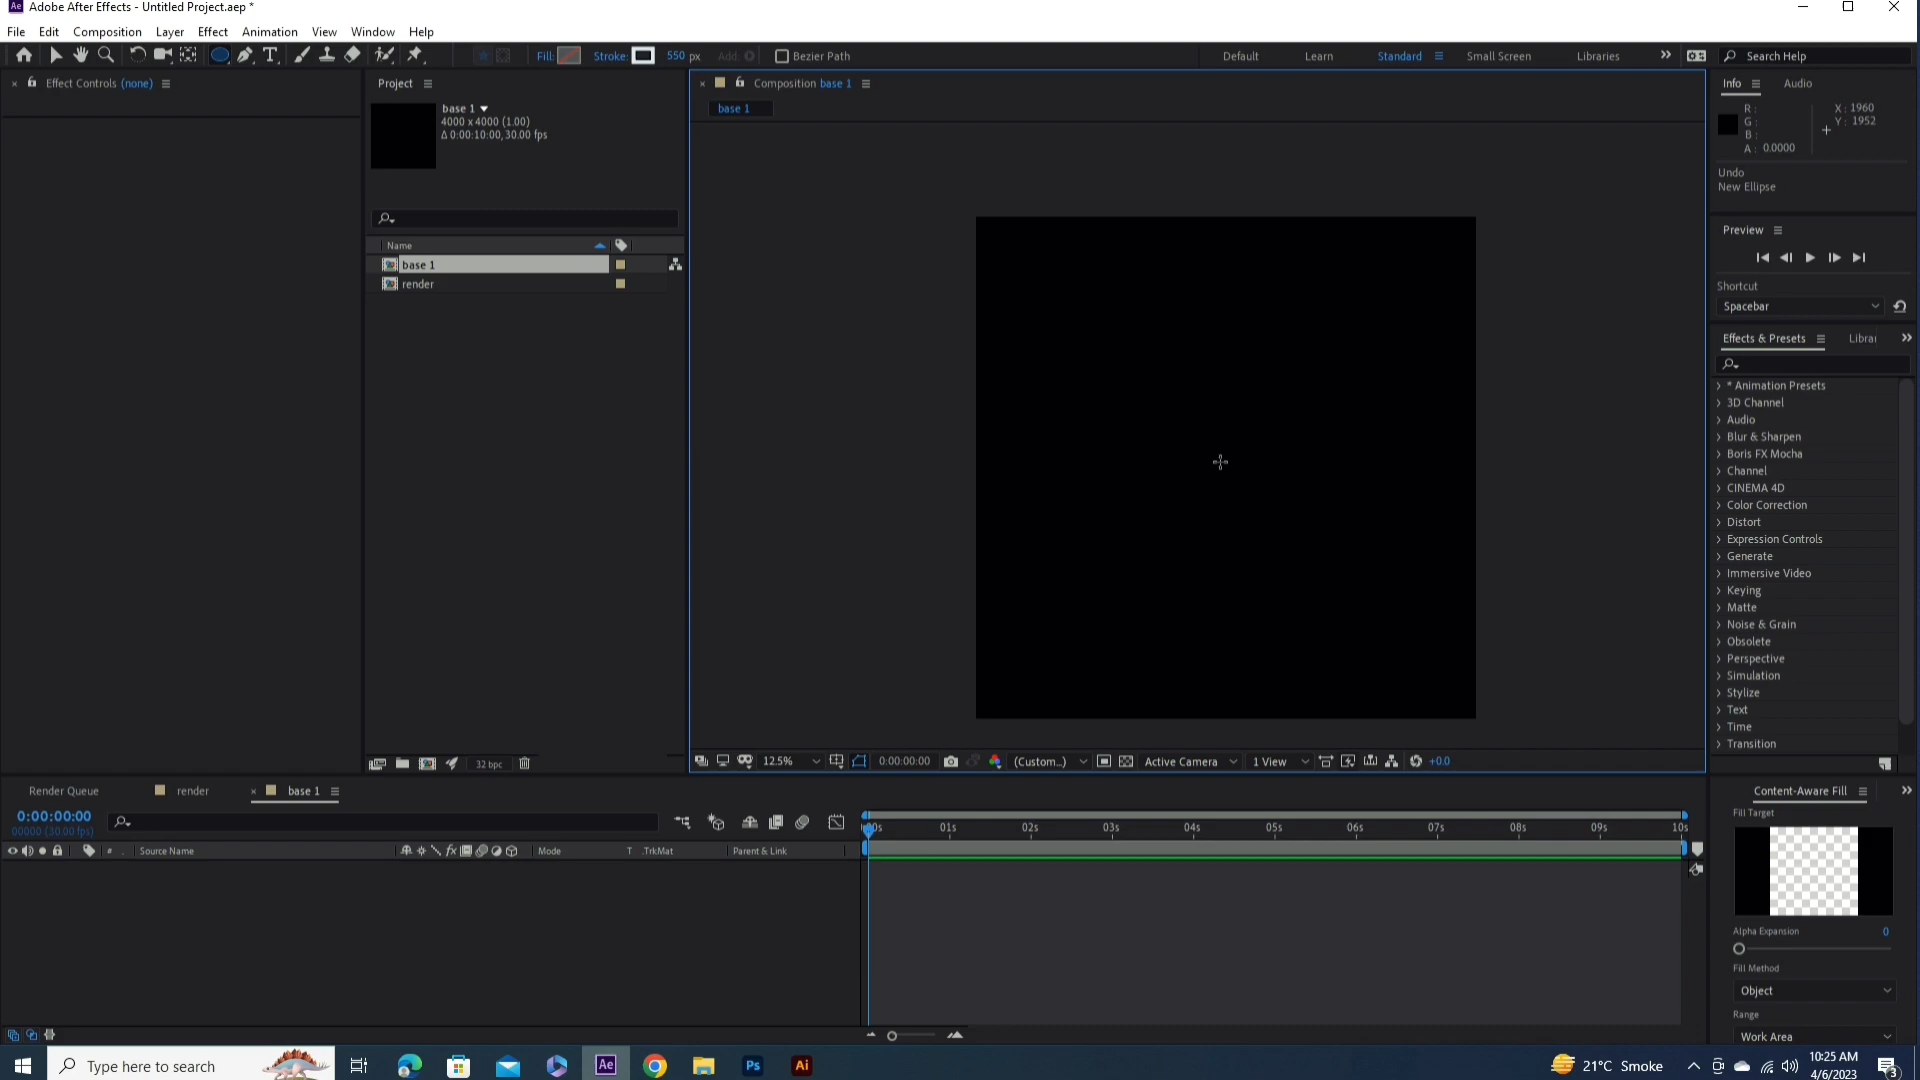 Ae Adobe After Effects - Untitled Project.aep *
File Edit Composition Layer Effect Animation View Window Help
Fill: Stroke: 550 px Add: Bezier Path Default Learn Standard Small Screen Libraries Search Help
Effect Controls (none)
Project
base 1
4000 x 4000 (1.00)
Δ 0:00:10:00, 30.00 fps
Name
base 1
render
32 bpc
Composition base 1
base 1
12.5% 0:00:00:00 (Custom...) Active Camera 1 View +0.0
Info Audio
R :
G :
B :
A : 0.0000
X : 1960
Y : 1952
Undo
New Ellipse
Preview
Shortcut
Spacebar
Effects & Presets Librai
* Animation Presets
3D Channel
Audio
Blur & Sharpen
Boris FX Mocha
Channel
CINEMA 4D
Color Correction
Distort
Expression Controls
Generate
Immersive Video
Keying
Matte
Noise & Grain
Obsolete
Perspective
Simulation
Stylize
Text
Time
Transition
Render Queue render base 1
0:00:00:00
00000 (30.00 fps)
# . Source Name fx Mode T .TrkMat Parent & Link
00s 01s 02s 03s 04s 05s 06s 07s 08s 09s 10s
Content-Aware Fill
Fill Target
Alpha Expansion 0
Fill Method
Object
Range
Work Area
Type here to search
Ae Ps Ai
21°C Smoke
10:25 AM
4/6/2023
3